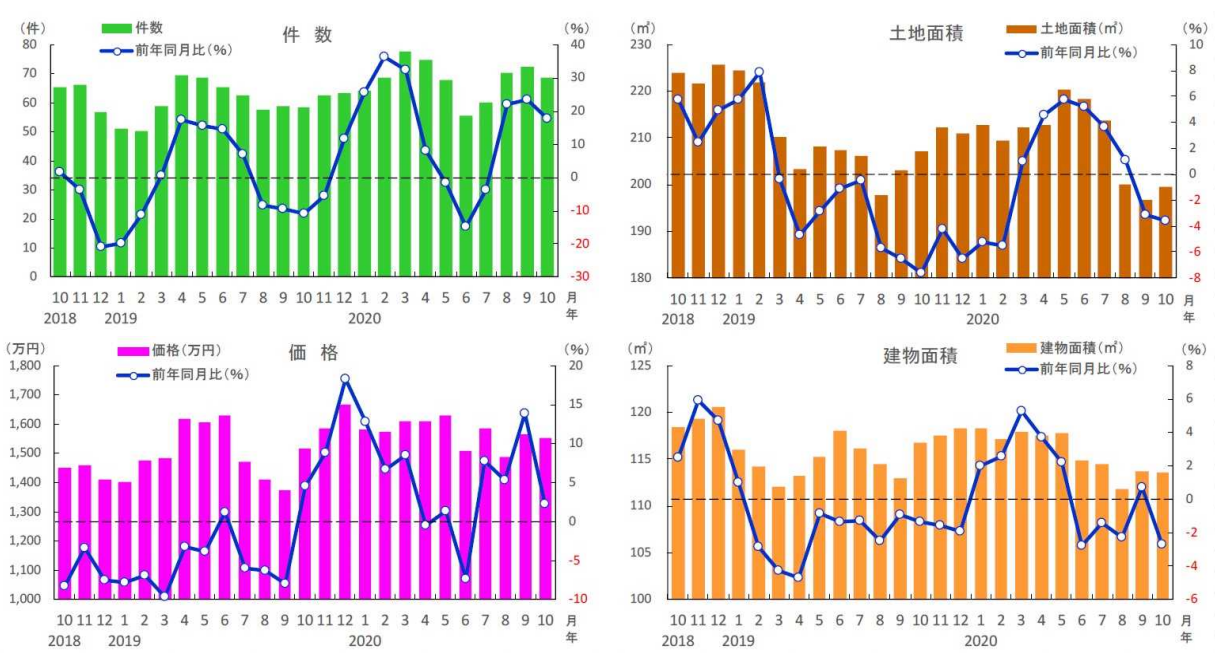 件 数
(件)
件数
前年同月比(%)
(%)
80 70 60 50 40 30 20 10 0
40 30 20 10 0 -10 -20 -30
10 11 12 1 2 3 4 5 6 7 8 9 10 11 12 1 2 3 4 5 6 7 8 9 10 月
2018 2019 2020 年
土地面積
(㎡)
土地面積(㎡)
前年同月比(%)
(%)
230 220 210 200 190 180
10 8 6 4 2 0 -2 -4 -6 -8
10 11 12 1 2 3 4 5 6 7 8 9 10 11 12 1 2 3 4 5 6 7 8 9 10 月
2018 2019 2020 年
価 格
(万円)
価格(万円)
前年同月比(%)
(%)
1,800 1,700 1,600 1,500 1,400 1,300 1,200 1,100 1,000
20 15 10 5 0 -5 -10
10 11 12 1 2 3 4 5 6 7 8 9 10 11 12 1 2 3 4 5 6 7 8 9 10 月
2018 2019 2020 年
建物面積
(㎡)
建物面積(㎡)
前年同月比(%)
(%)
125 120 115 110 105 100
8 6 4 2 0 -2 -4 -6
10 11 12 1 2 3 4 5 6 7 8 9 10 11 12 1 2 3 4 5 6 7 8 9 10 月
2018 2019 2020 年